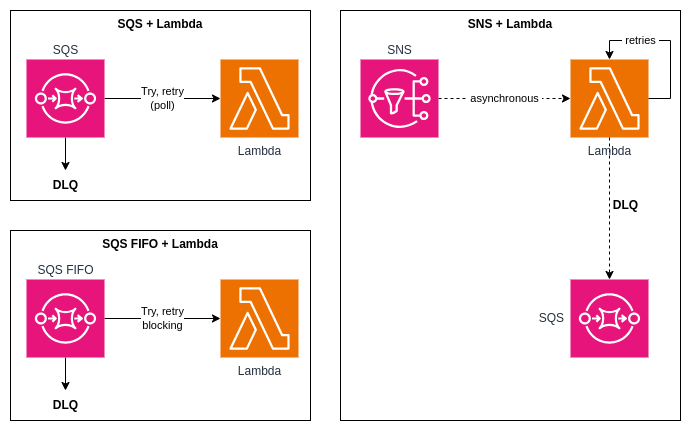 SQS + Lambda
SQS
Try, retry
(poll)
Lambda
DLQ
SQS FIFO + Lambda
SQS FIFO
Try, retry
blocking
Lambda
DLQ
SNS + Lambda
SNS
retries
asynchronous
Lambda
DLQ
SQS